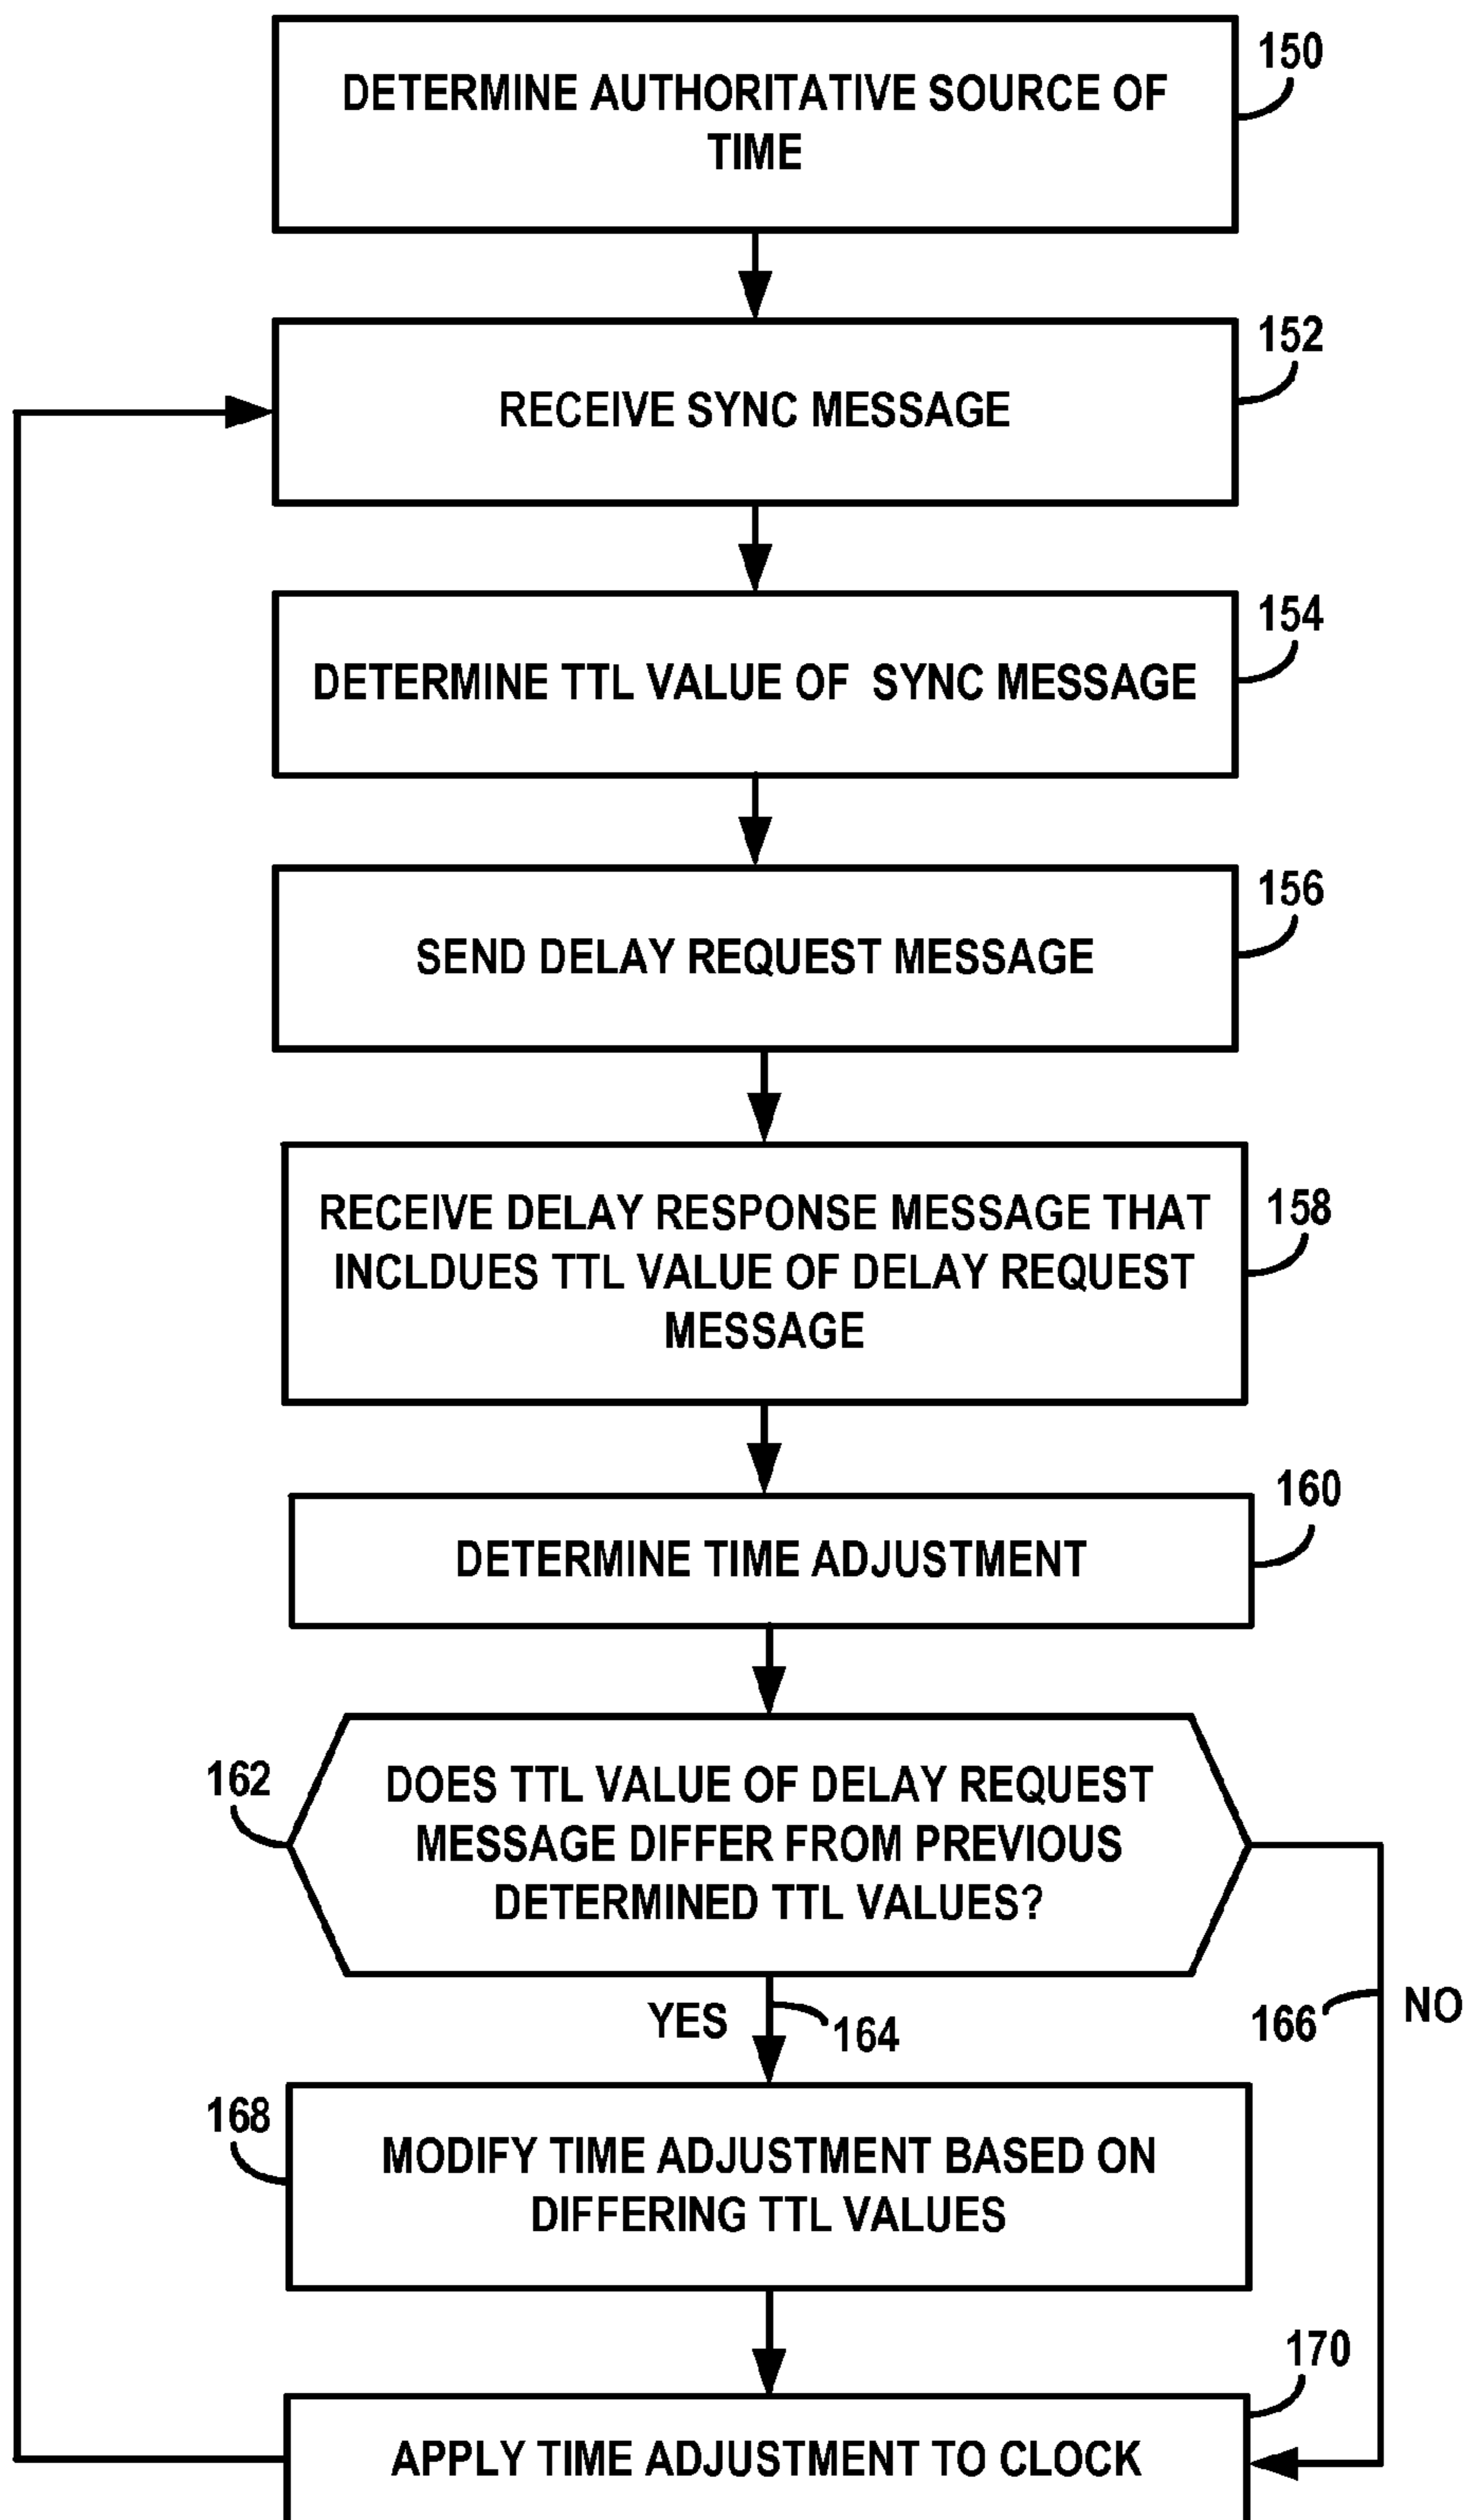 150
DETERMINE AUTHORITATIVE SOURCE OF
TIME
152
RECEIVE SYNC MESSAGE
154
DETERMINE TTL VALUE OF SYNC MESSAGE
156
SEND DELAY REQUEST MESSAGE
158
RECEIVE DELAY RESPONSE MESSAGE THAT
INCLDUES TTL VALUE OF DELAY REQUEST
MESSAGE
160
DETERMINE TIME ADJUSTMENT
162
DOES TTL VALUE OF DELAY REQUEST
MESSAGE DIFFER FROM PREVIOUS
DETERMINED TTL VALUES?
YES
164
166
NO
168
MODIFY TIME ADJUSTMENT BASED ON
DIFFERING TTL VALUES
170
APPLY TIME ADJUSTMENT TO CLOCK